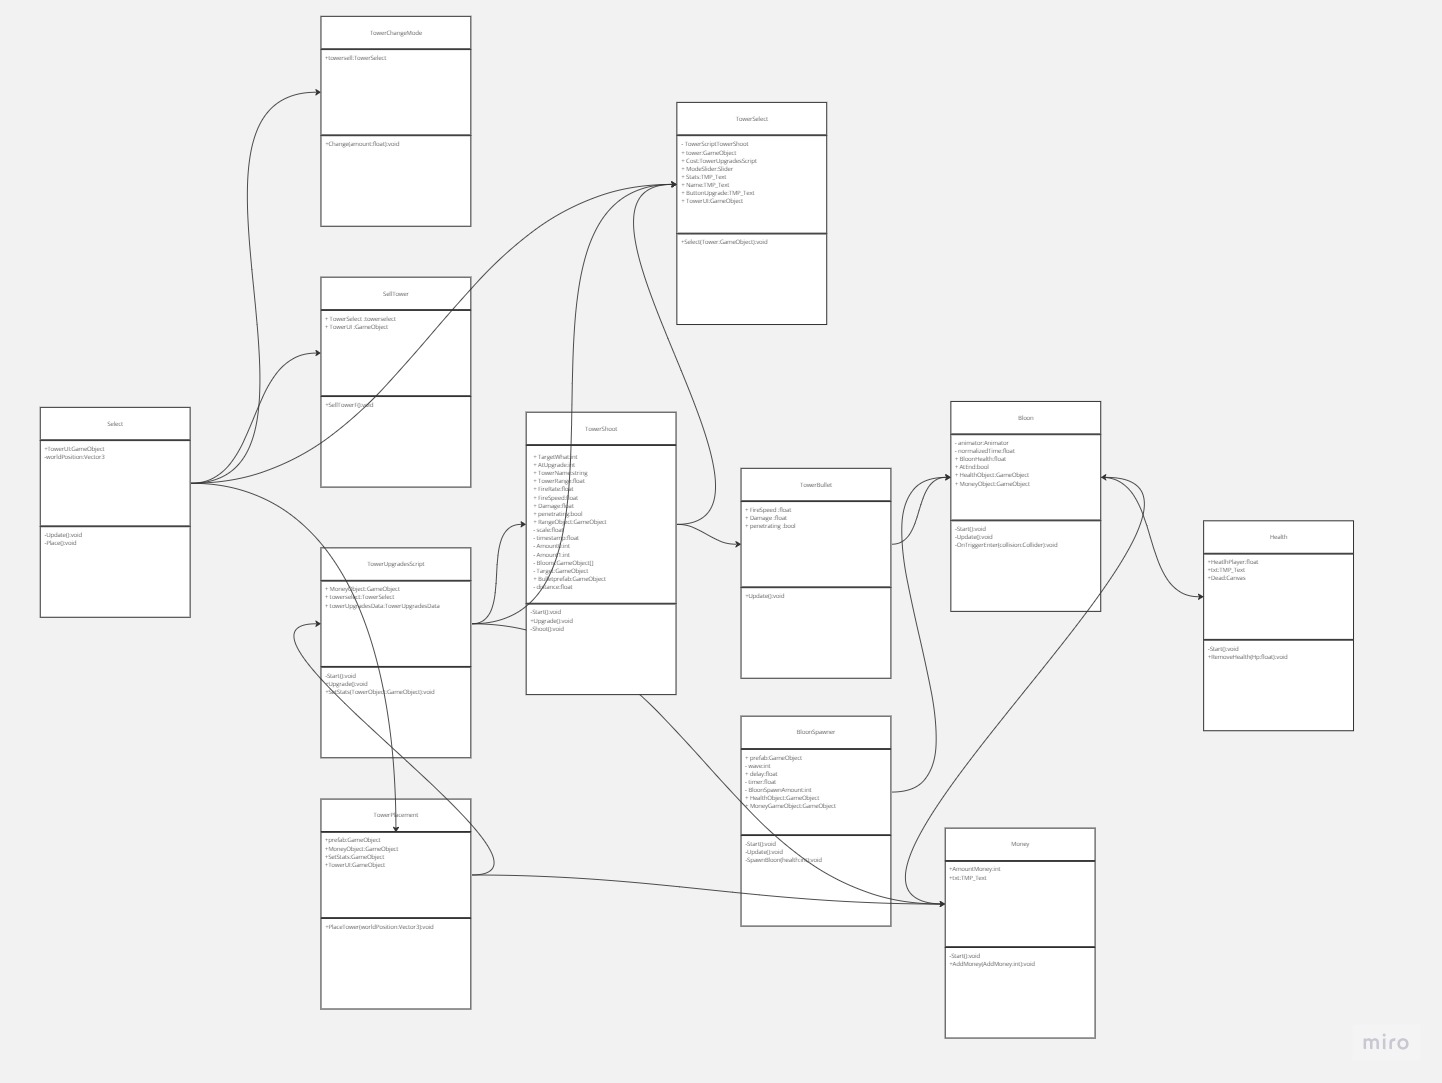 TowerChangeMode
+towersell:TowerSelect
+Change(amount:float):void
TowerSelect
- TowerScriptTowerShoot
+ tower:GameObject
+ Cost:TowerUpgradesScript
+ ModeSlider:Slider
+ Stats:TMP_Text
+ Name:TMP_Text
+ ButtonUpgrade:TMP_Text
+ TowerUI:GameObject
+Select(Tower:GameObject):void
SellTower
+ TowerSelect :towerselect
+ TowerUI :GameObject
+SellTower1():void
Select
+TowerUI:GameObject
-worldPosition:Vector3
-Update():void
-Place():void
TowerShoot
+ TargetWhat:int
+ AtUpgrade:int
+ TowerName:string
+ TowerRange:float
+ FireRate:float
+ FireSpeed:float
+ Damage:float
+ penetrating:bool
+ RangeObject:GameObject
- scale:float
- timestamp:float
- Amount0:int
- Amount1:int
- Bloons:GameObject[]
- Target:GameObject
+ Bulletprefab:GameObject
- distance:float
-Start():void
+Upgrade():void
-Shoot():void
TowerUpgradesScript
+ MoneyObject:GameObject
+ towerselect:TowerSelect
+ towerUpgradesData:TowerUpgradesData
-Start():void
+Upgrade():void
+SetStats(TowerObject:GameObject):void
TowerBullet
+ FireSpeed :float
+ Damage :float
+ penetrating :bool
+Update():void
Bloon
- animator:Animator
- normalizedTime:float
+ BloonHealth:float
+ AtEnd:bool
+ HealthObject:GameObject
+ MoneyObject:GameObject
-Start():void
-Update():void
-OnTriggerEnter(collision:Collider):void
Health
+HeatlhPlayer:float
+txt:TMP_Text
+Dead:Canvas
-Start():void
+RemoveHealth(Hp:float):void
BloonSpawner
+ prefab:GameObject
- wave:int
+ delay:float
- timer:float
- BloonSpawnAmount:int
+ HealthObject:GameObject
+ MoneyGameObject:GameObject
-Start():void
-Update():void
-SpawnBloon(health:int):void
TowerPlacement
+prefab:GameObject
+MoneyObject:GameObject
+SetStats:GameObject
+TowerUI:GameObject
+PlaceTower(worldPosition:Vector3):void
Money
+AmountMoney:int
+txt:TMP_Text
-Start():void
+AddMoney(AddMoney:int):void
miro